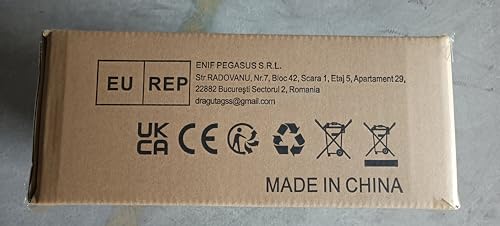 EU REP
ENIF PEGASUS S.R.L.
Str RADOVANU, Nr.7, Bloc 42, Scara 1, Etaj 5, Apartament 29,
22882 București Sectorul 2, Romania
dragutagss@gmail.com
UK
CA
CE
MADE IN CHINA